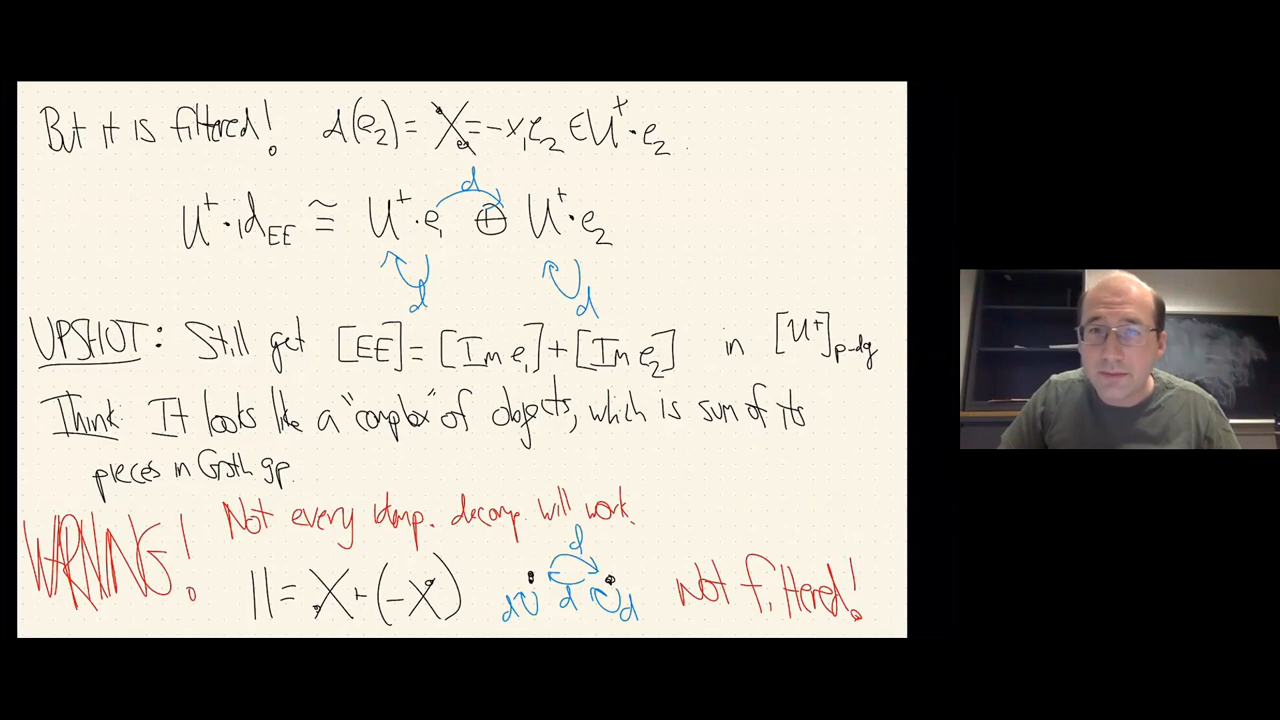 But it is filtered! d(e₂) = X = -x₁e₂ ∈ U⁺·e₂
d
U⁺·id_EE ≅ U⁺·e₁ ⊕ U⁺·e₂
d d
UPSHOT: Still get [EE] = [Im e₁] + [Im e₂] in [U⁺]_p-dg
Think: It looks like a "complex" of objects, which is sum of its
pieces in Groth gp.
WARNING! Not every idemp. decomp. will work.
d
|| = X + (-X) d d d Not filtered!